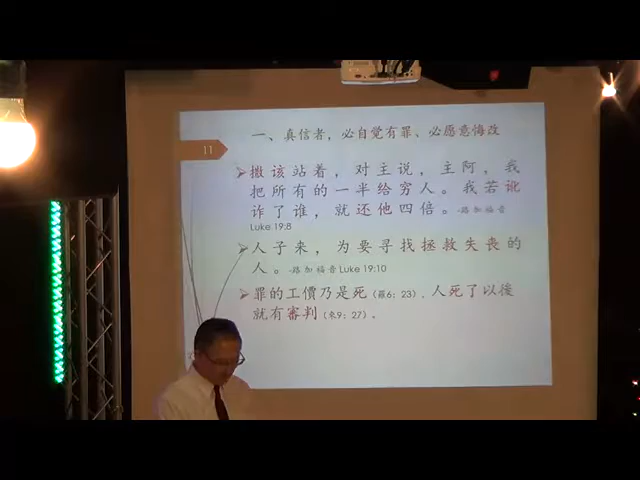 11
一、真信者，必自觉有罪、必愿意悔改
撒该站着，对主说，主阿，我
把所有的一半给穷人。我若讹
诈了谁，就还他四倍。-路加福音
Luke 19:8
人子来，为要寻找拯救失丧的
人。-路加福音 Luke 19:10
罪的工價乃是死（羅6：23）．人死了以後
就有審判（來9：27）。